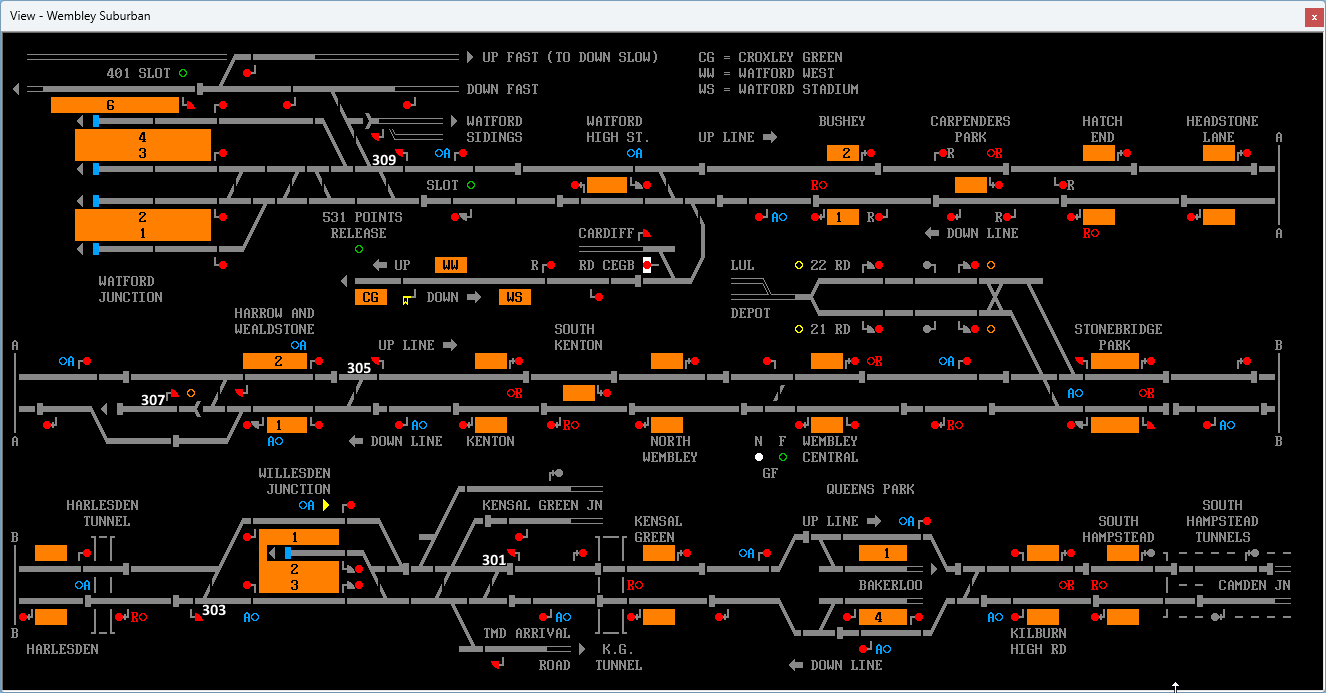 View - Wembley Suburban
x
UP FAST (TO DOWN SLOW)
CG = CROXLEY GREEN
401 SLOT
WW = WATFORD WEST
DOWN FAST
WS = WATFORD STADIUM
6
WATFORD
SIDINGS
WATFORD
HIGH ST.
UP LINE
BUSHEY
CARPENDERS
PARK
HATCH
END
HEADSTONE
LANE
A
4
3
309
A
A
2
R
R
SLOT
R
R
2
1
531 POINTS
RELEASE
A
1
R
R
CARDIFF
DOWN LINE
R
A
WATFORD
JUNCTION
UP
WW
R
RD CEGB
LUL
22 RD
CG
W
DOWN
WS
DEPOT
HARROW AND
WEALDSTONE
SOUTH
KENTON
21 RD
STONEBRIDGE
PARK
A
A
UP LINE
B
A
2
305
R
A
307
R
A
R
1
A
R
R
A
A
A
DOWN LINE
KENTON
NORTH
WEMBLEY
N F
GF
WEMBLEY
CENTRAL
B
WILLESDEN
JUNCTION
QUEENS PARK
HARLESDEN
TUNNEL
A
KENSAL GREEN JN
KENSAL
GREEN
UP LINE
A
SOUTH
HAMPSTEAD
SOUTH
HAMPSTEAD
TUNNELS
B
1
301
A
1
2
3
A
R
BAKERLOO
R
R
CAMDEN JN
303
R
A
A
4
A
B
HARLESDEN
TMD ARRIVAL
ROAD
K.G.
TUNNEL
A
DOWN LINE
KILBURN
HIGH RD